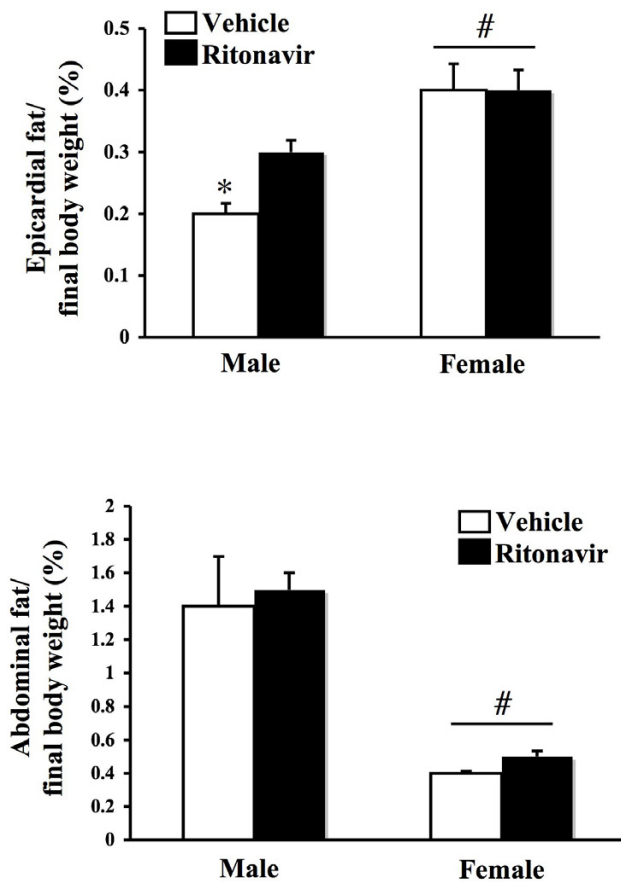 Vehicle
Ritonavir
#
*
Epicardial fat/
final body weight (%)
0.5
0.4
0.3
0.2
0.1
0
Male Female
Vehicle
Ritonavir
#
Abdominal fat/
final body weight (%)
2
1.8
1.6
1.4
1.2
1
0.8
0.6
0.4
0.2
0
Male Female